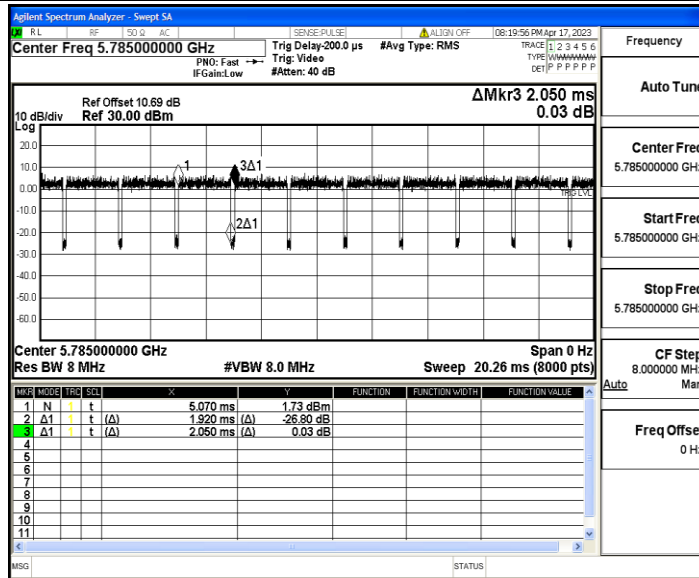 Agilent Spectrum Analyzer - Swept SA
RL RF 50 Ω AC SENSE:PULSE ALIGN OFF 08:19:56 PM Apr 17, 2023
Center Freq 5.785000000 GHz
PNO: Fast
IFGain:Low
Trig Delay-200.0 µs
Trig: Video
#Atten: 40 dB
#Avg Type: RMS
TRACE 1 2 3 4 5 6
TYPE WWWWWW
DET P P P P P P
Ref Offset 10.69 dB
10 dB/div Ref 30.00 dBm
Log
ΔMkr3 2.050 ms
0.03 dB
20.0
10.0
0.00
-10.0
-20.0
-30.0
-40.0
-50.0
-60.0
1
3Δ1
2Δ1
TRIG LVL
Center 5.785000000 GHz Span 0 Hz
Res BW 8 MHz #VBW 8.0 MHz Sweep 20.26 ms (8000 pts)
MKR MODE TRC SCL X Y FUNCTION FUNCTION WIDTH FUNCTION VALUE
1 N 1 t 5.070 ms 1.73 dBm
2 Δ1 1 t (Δ) 1.920 ms (Δ) -26.80 dB
3 Δ1 1 t (Δ) 2.050 ms (Δ) 0.03 dB
4
5
6
7
8
9
10
11
MSG STATUS
Frequency
Auto Tune
Center Freq
5.785000000 GHz
Start Freq
5.785000000 GHz
Stop Freq
5.785000000 GHz
CF Step
8.000000 MHz
Auto Man
Freq Offset
0 Hz